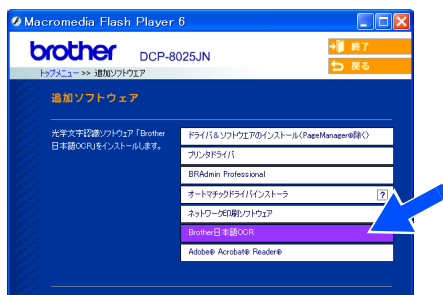 Macromedia Flash Player 6
brother DCP-8025JN
終了
戻る
トップメニュー >> 追加ソフトウェア
追加ソフトウェア
光学文字認識ソフトウェア「Brother
日本語OCR」をインストールします。
ドライバ&ソフトウエアのインストール(PageManager®除く)
プリンタドライバ
BRAdmin Professional
オートマチックドライバインストーラ ?
ネットワーク印刷ソフトウェア
Brother日本語OCR
Adobe® Acrobat® Reader®